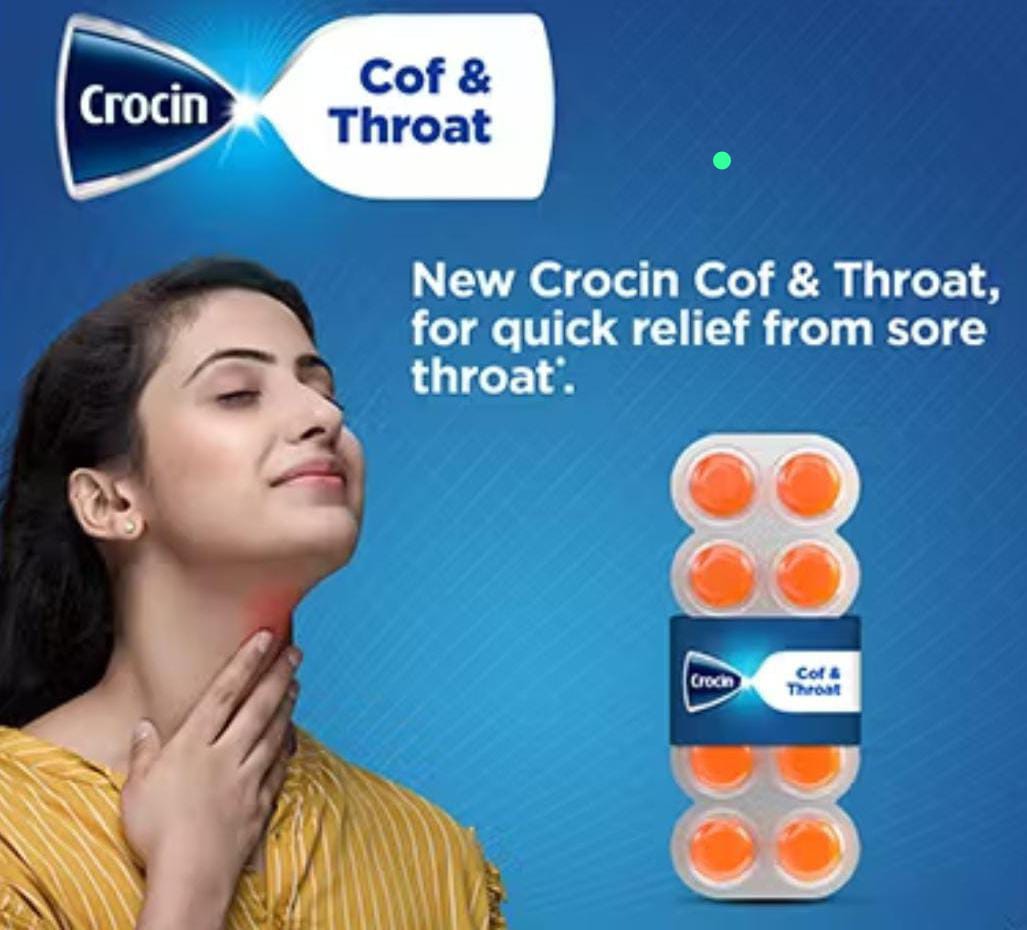 Crocin
Cof &
Throat
New Crocin Cof & Throat,
for quick relief from sore
throat*.
Crocin
Cof &
Throat